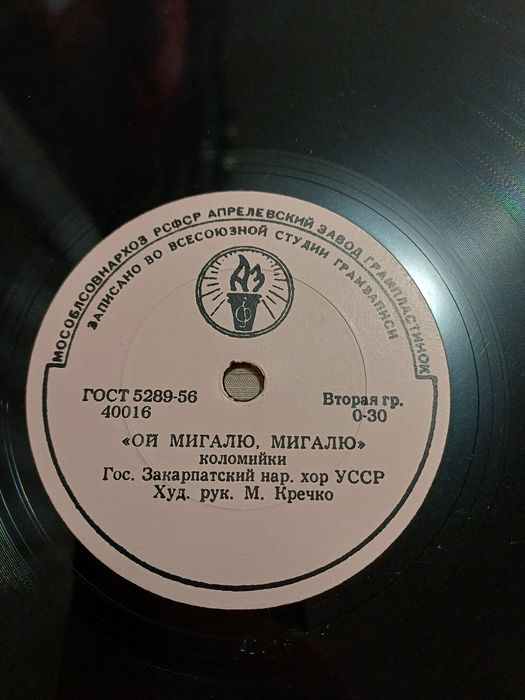 МОСОБЛСОВНАРХОЗ РСФСР АПРЕЛЕВСКИЙ ЗАВОД ГРАМПЛАСТИНОК
ЗАПИСАНО ВО ВСЕСОЮЗНОЙ СТУДИИ ГРАМЗАПИСИ
АЗ
ГОСТ 5289-56
40016
Вторая гр.
0-30
«ОЙ МИГАЛЮ, МИГАЛЮ»
коломийки
Гос. Закарпатский нар. хор УССР
Худ. рук. М. Кречко